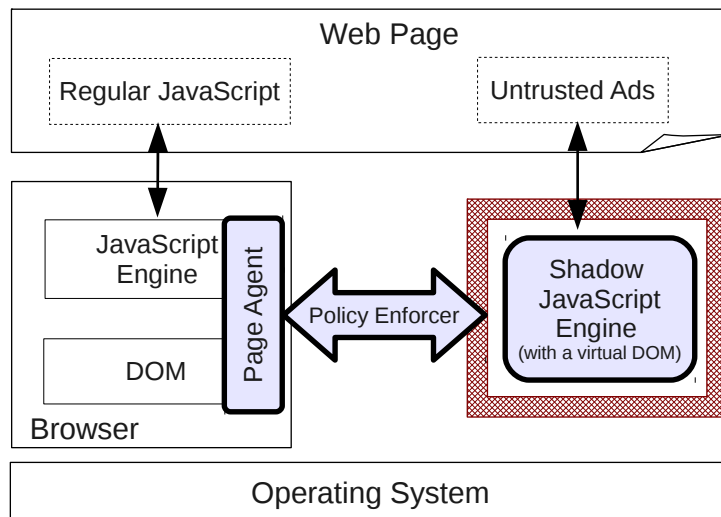 Web Page
Regular JavaScript
Untrusted Ads
JavaScript
Engine
Page Agent
DOM
Browser
Policy Enforcer
Shadow
JavaScript
Engine
(with a virtual DOM)
Operating System